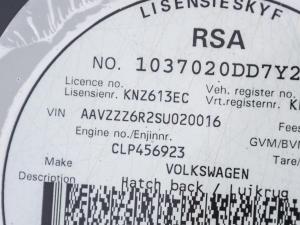 LISENSIESKYF
RSA
NO. 1037020DD7Y2
Licence no. Veh. register no.
Lisensienr. KNZ613EC Vrt.registernr. KN
VIN AAVZZZ6R2SU020016 Fees
Engine no./Enjinnr. GVM/BVM
CLP456923 Tare/
Make VOLKSWAGEN
Description Hatch back / Luikrug